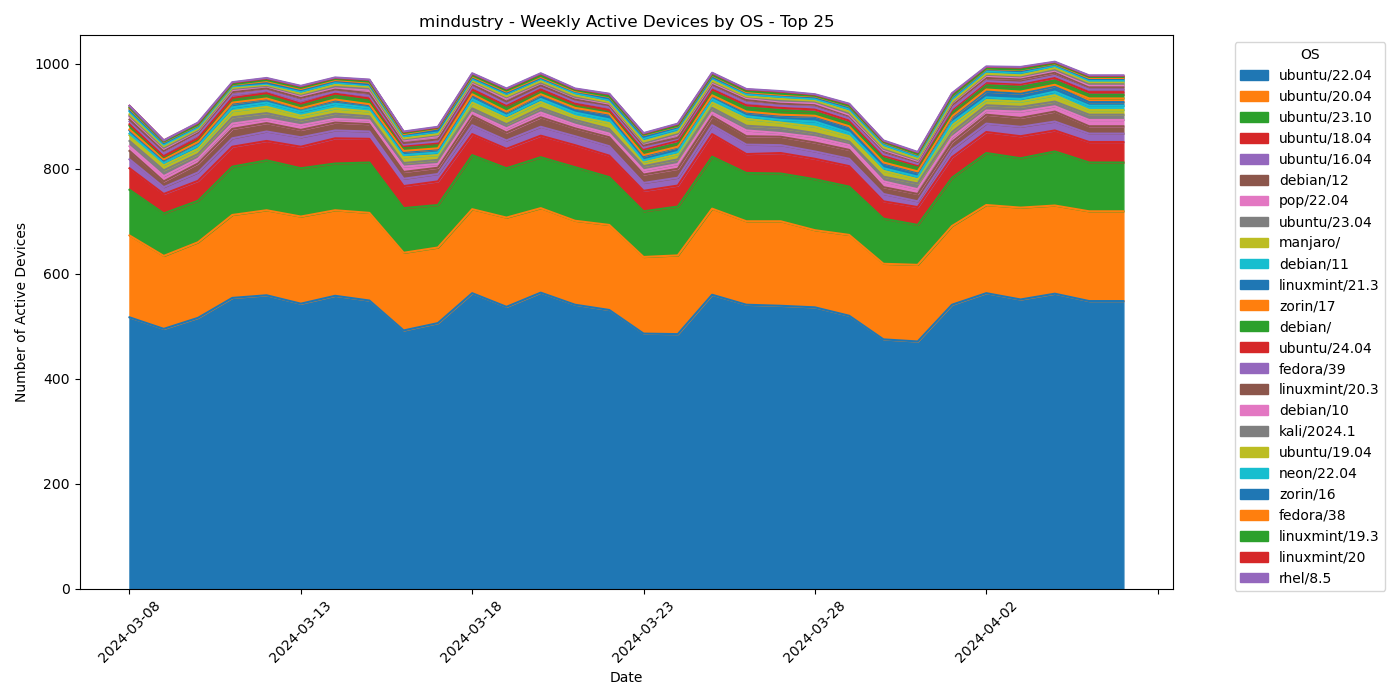 mindustry - Weekly Active Devices by OS - Top 25
Number of Active Devices
1000
800
600
400
200
0
2024-03-08
2024-03-13
2024-03-18
2024-03-23
2024-03-28
2024-04-02
Date
OS
ubuntu/22.04
ubuntu/20.04
ubuntu/23.10
ubuntu/18.04
ubuntu/16.04
debian/12
pop/22.04
ubuntu/23.04
manjaro/
debian/11
linuxmint/21.3
zorin/17
debian/
ubuntu/24.04
fedora/39
linuxmint/20.3
debian/10
kali/2024.1
ubuntu/19.04
neon/22.04
zorin/16
fedora/38
linuxmint/19.3
linuxmint/20
rhel/8.5